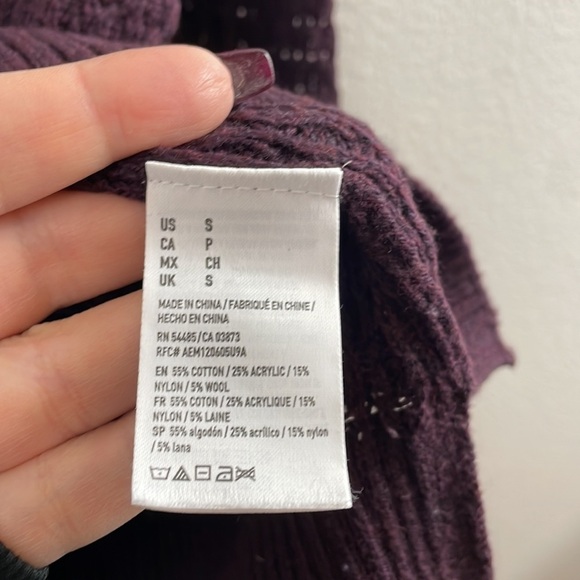 US S
CA P
MX CH
UK S
MADE IN CHINA / FABRIQUÉ EN CHINE /
HECHO EN CHINA
RN 54485/CA 03873
RFC# AEM120605U9A
EN 55% COTTON / 25% ACRYLIC / 15%
NYLON / 5% WOOL
FR 55% COTON / 25% ACRYLIQUE / 15%
NYLON / 5% LAINE
SP 55% algodón / 25% acrílico / 15% nylon
/ 5% lana